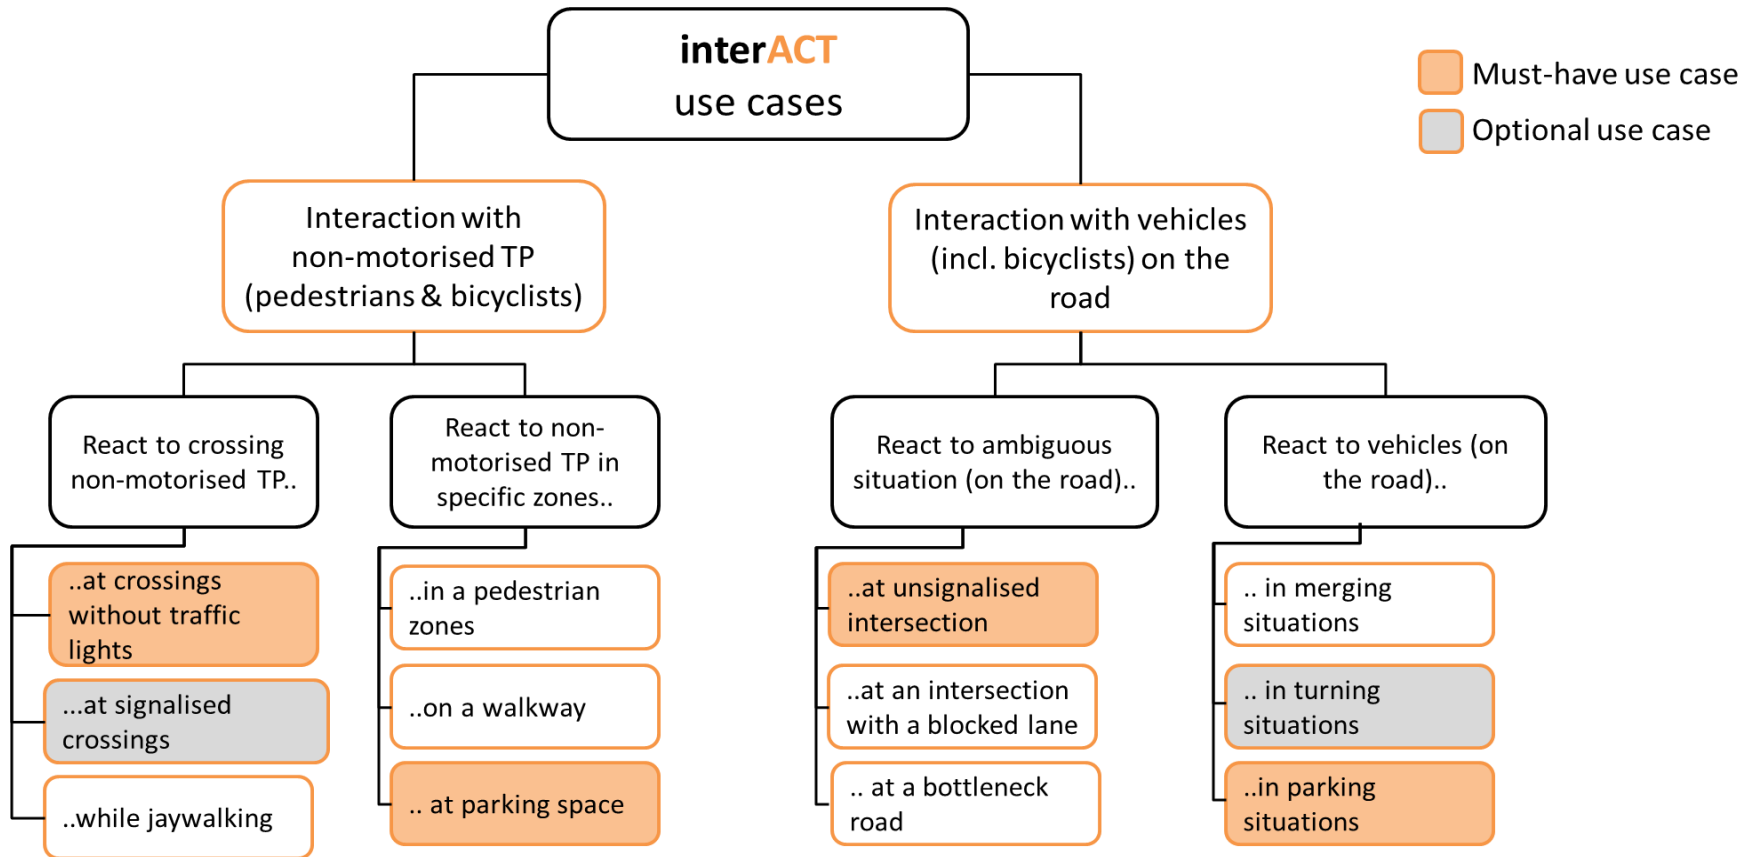 interACT
use cases
Must-have use case
Optional use case
Interaction with
non-motorised TP
(pedestrians & bicyclists)
Interaction with vehicles
(incl. bicyclists) on the
road
React to crossing
non-motorised TP..
React to non-
motorised TP in
specific zones..
React to ambiguous
situation (on the road)..
React to vehicles (on
the road)..
..at crossings
without traffic
lights
...at signalised
crossings
..while jaywalking
..in a pedestrian
zones
..on a walkway
.. at parking space
..at unsignalised
intersection
..at an intersection
with a blocked lane
.. at a bottleneck
road
.. in merging
situations
.. in turning
situations
..in parking
situations